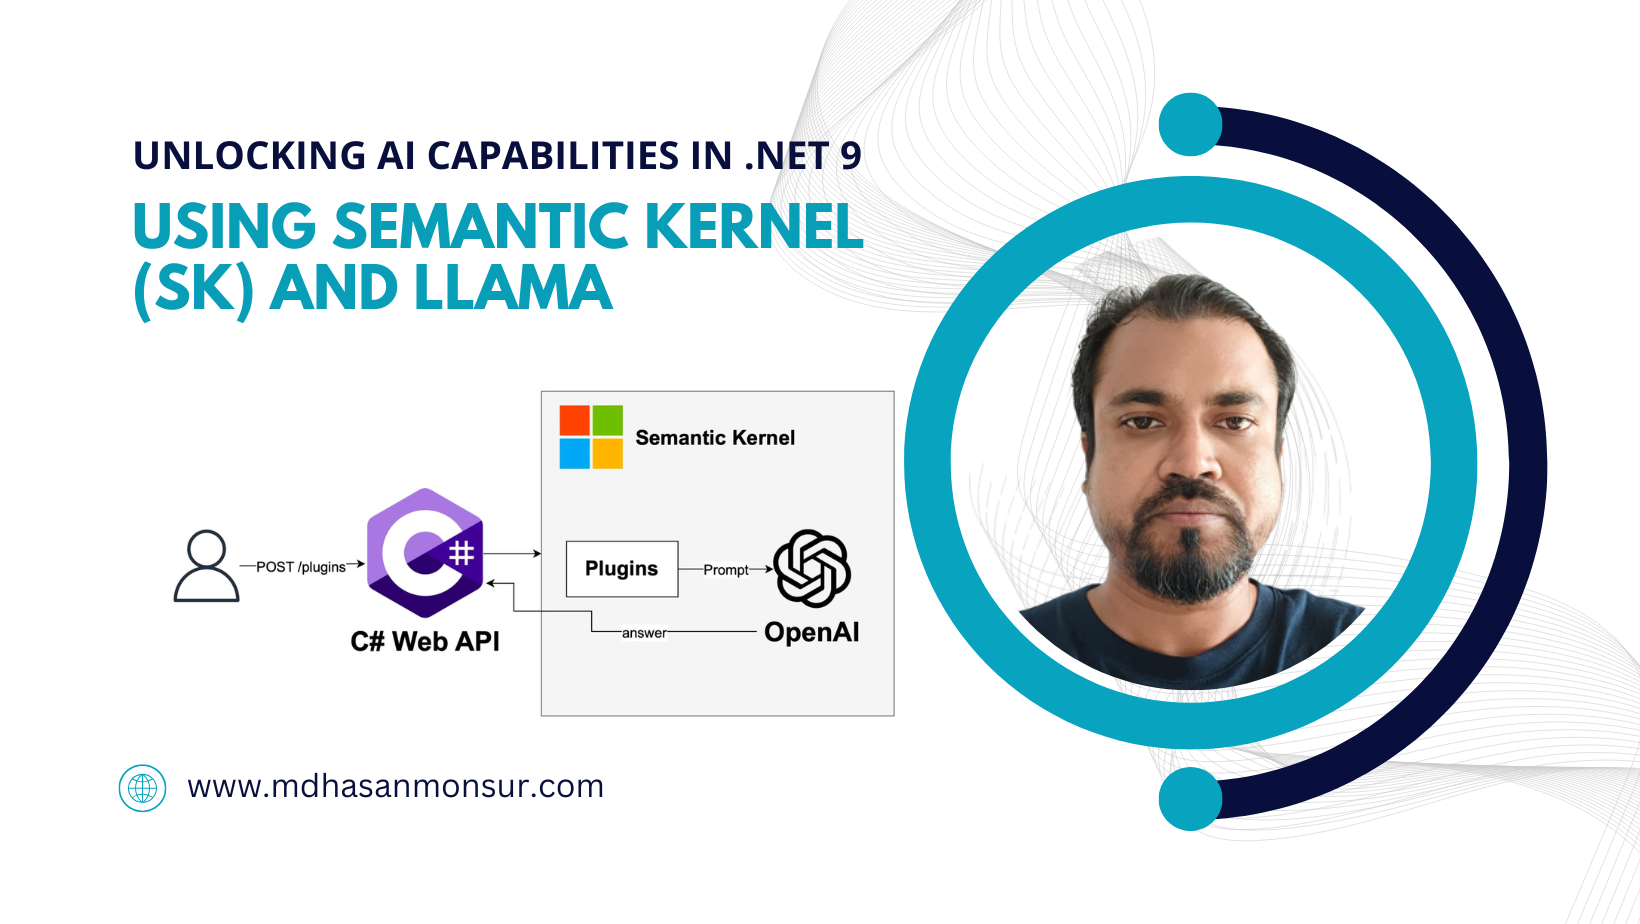 UNLOCKING AI CAPABILITIES IN .NET 9
USING SEMANTIC KERNEL
(SK) AND LLAMA
Semantic Kernel
POST /plugins
C#
Plugins
Prompt
answer
OpenAI
C# Web API
www.mdhasanmonsur.com